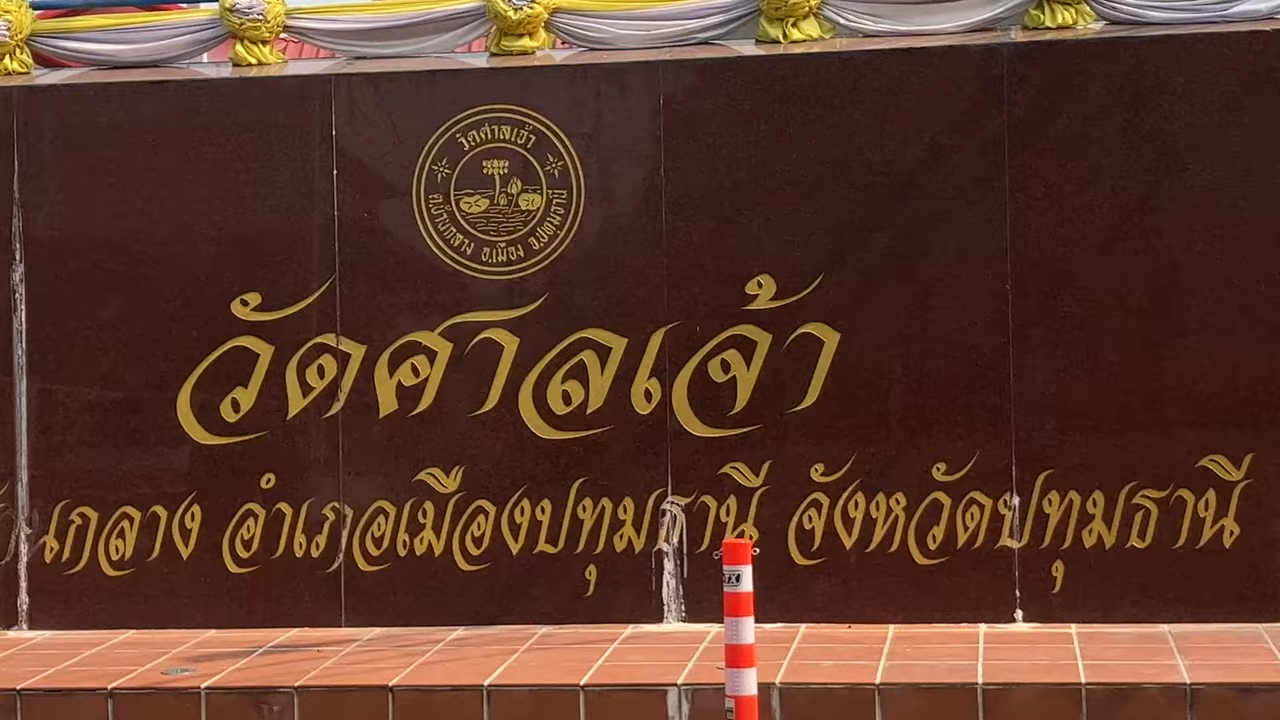 วัดศาลเจ้า
ต.บ้านกลาง อ.เมือง จ.ปทุมธานี
วัดศาลเจ้า
กลาง อำเภอเมืองปทุมธานี จังหวัดปทุมธานี